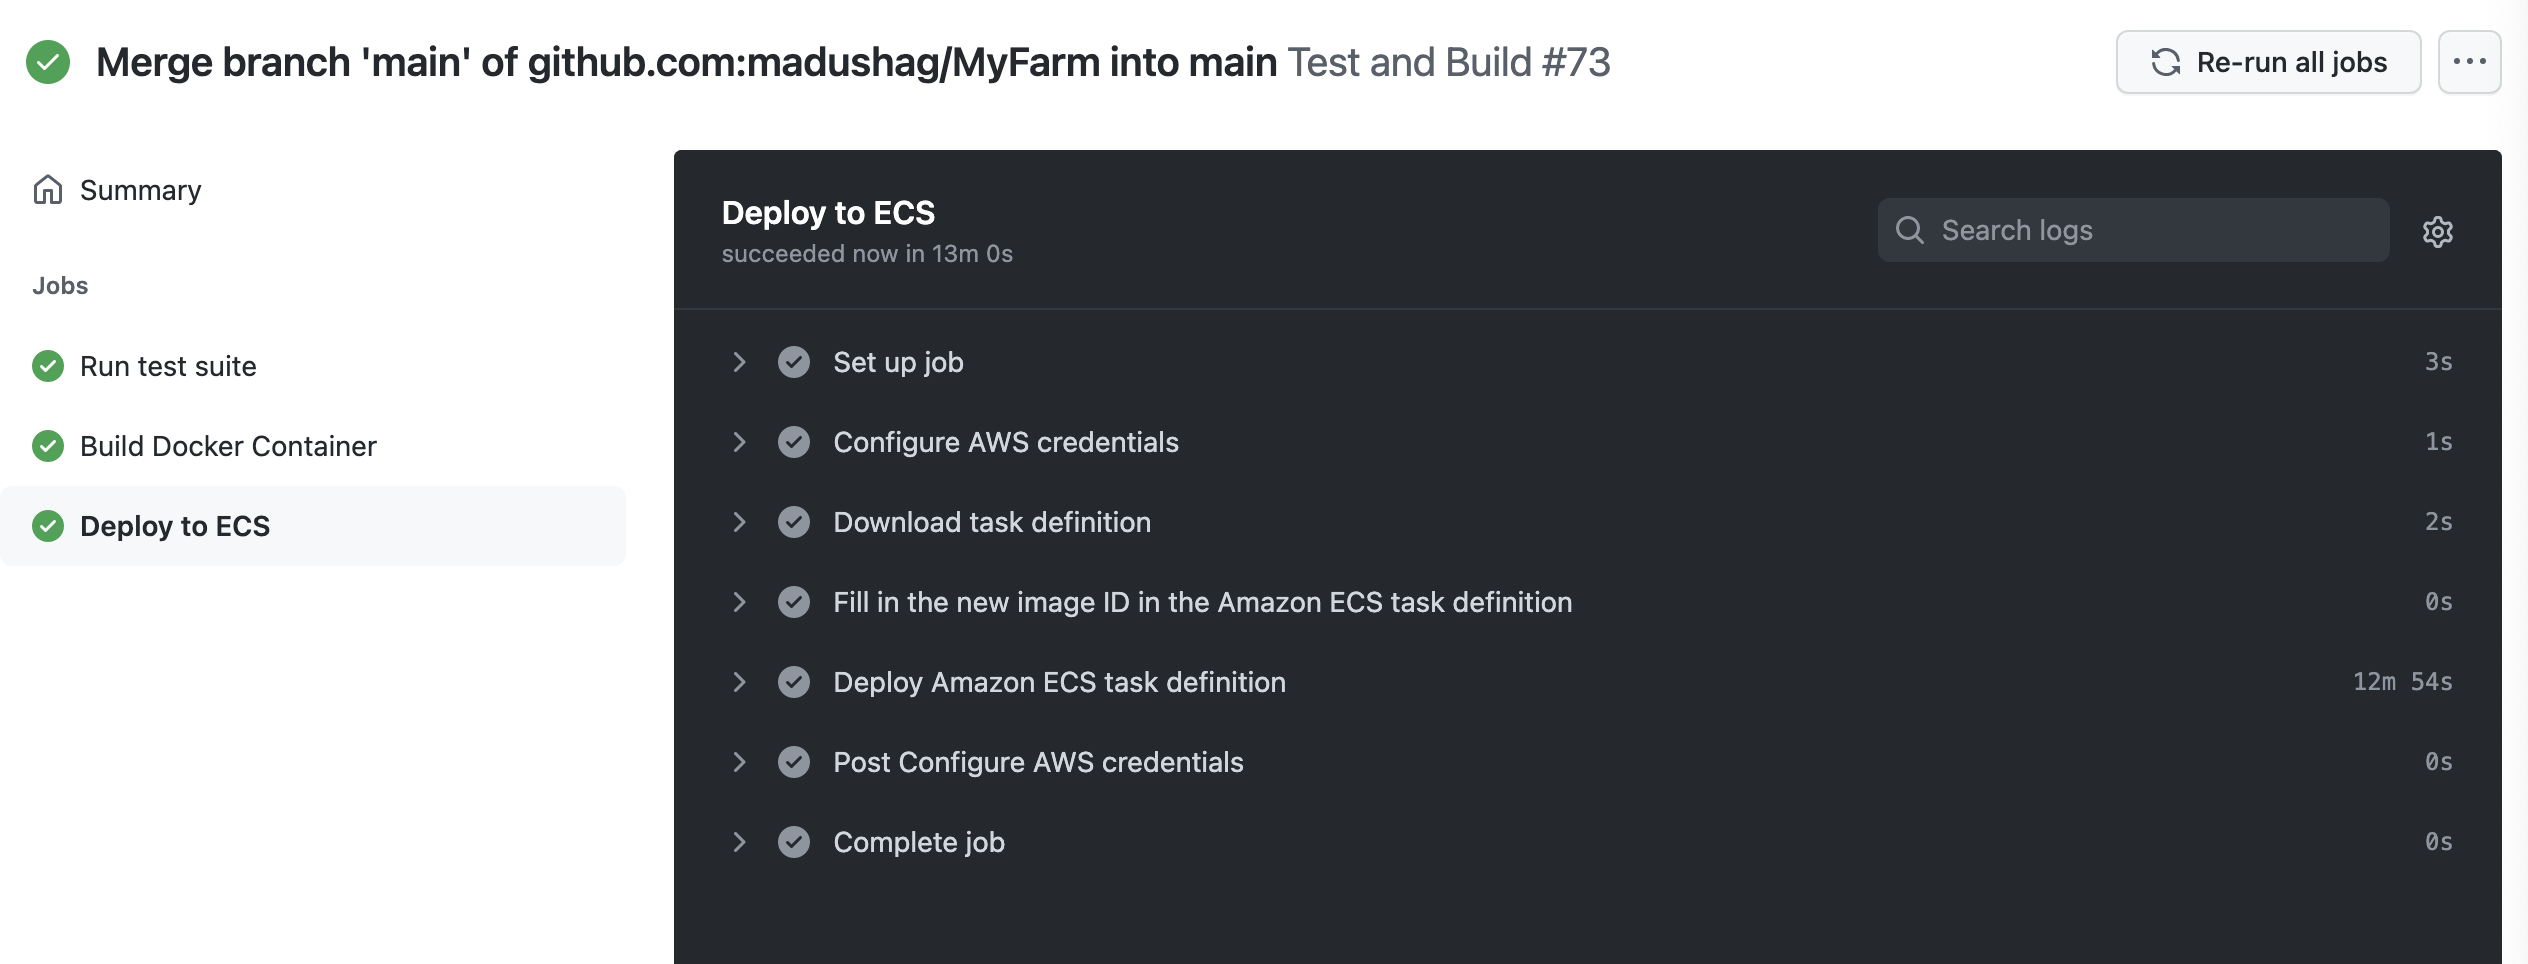 Merge branch 'main' of github.com:madushag/MyFarm into main Test and Build #73
Re-run all jobs
Summary
Jobs
Run test suite
Build Docker Container
Deploy to ECS
Deploy to ECS
succeeded now in 13m 0s
Search logs
Set up job 3s
Configure AWS credentials 1s
Download task definition 2s
Fill in the new image ID in the Amazon ECS task definition 0s
Deploy Amazon ECS task definition 12m 54s
Post Configure AWS credentials 0s
Complete job 0s